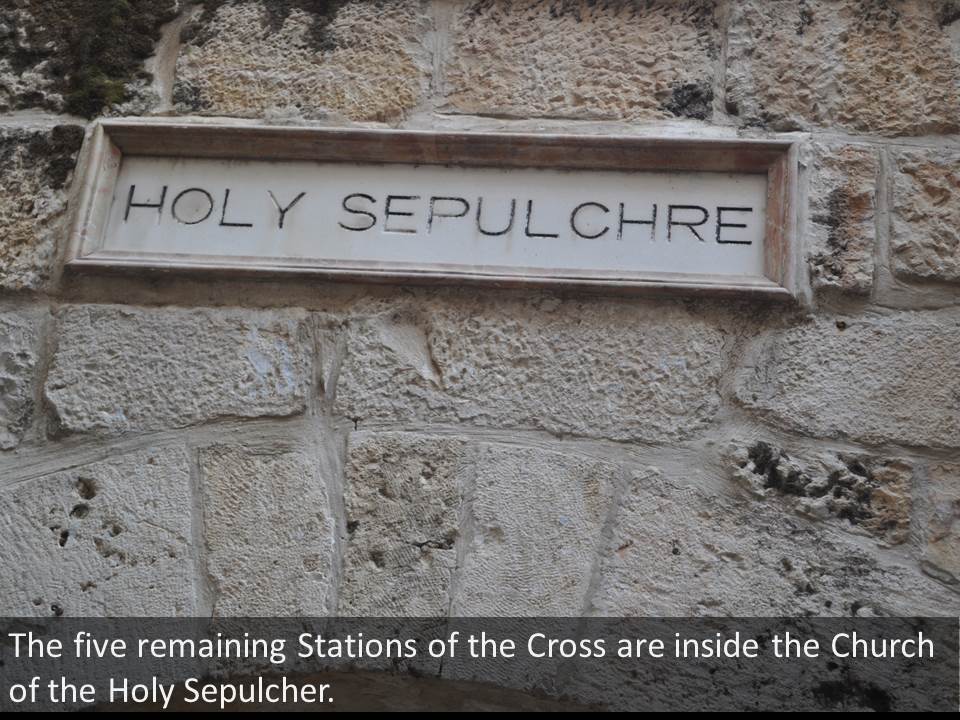 HOLY SEPULCHRE
The five remaining Stations of the Cross are inside the Church
of the Holy Sepulcher.